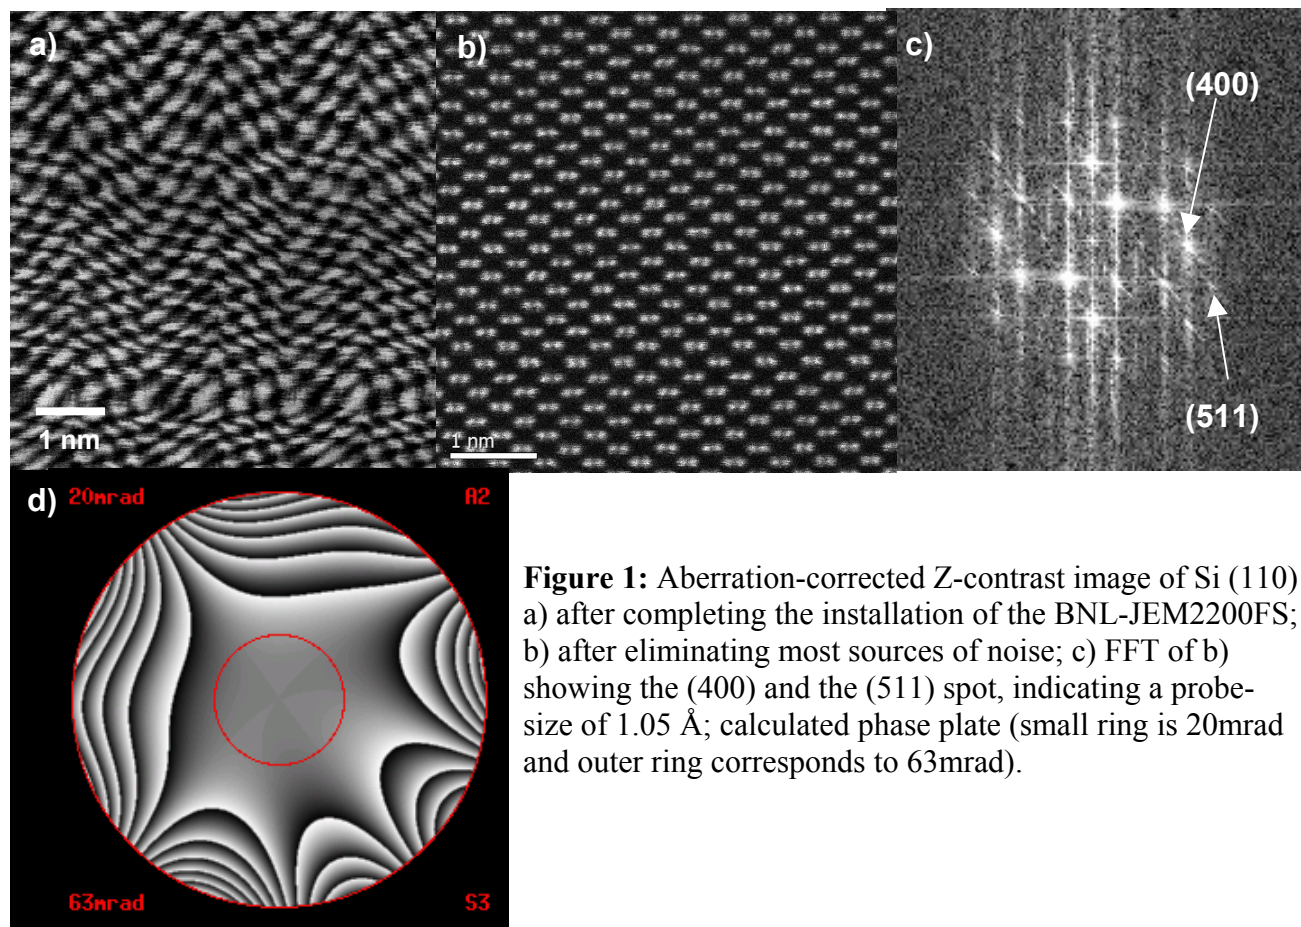 a)
b)
c)
(400)
(511)
1 nm
1 nm
d)
20mrad
A2
63mrad
S3
Figure 1: Aberration-corrected Z-contrast image of Si (110)
a) after completing the installation of the BNL-JEM2200FS;
b) after eliminating most sources of noise; c) FFT of b)
showing the (400) and the (511) spot, indicating a probe-
size of 1.05 Å; calculated phase plate (small ring is 20mrad
and outer ring corresponds to 63mrad).